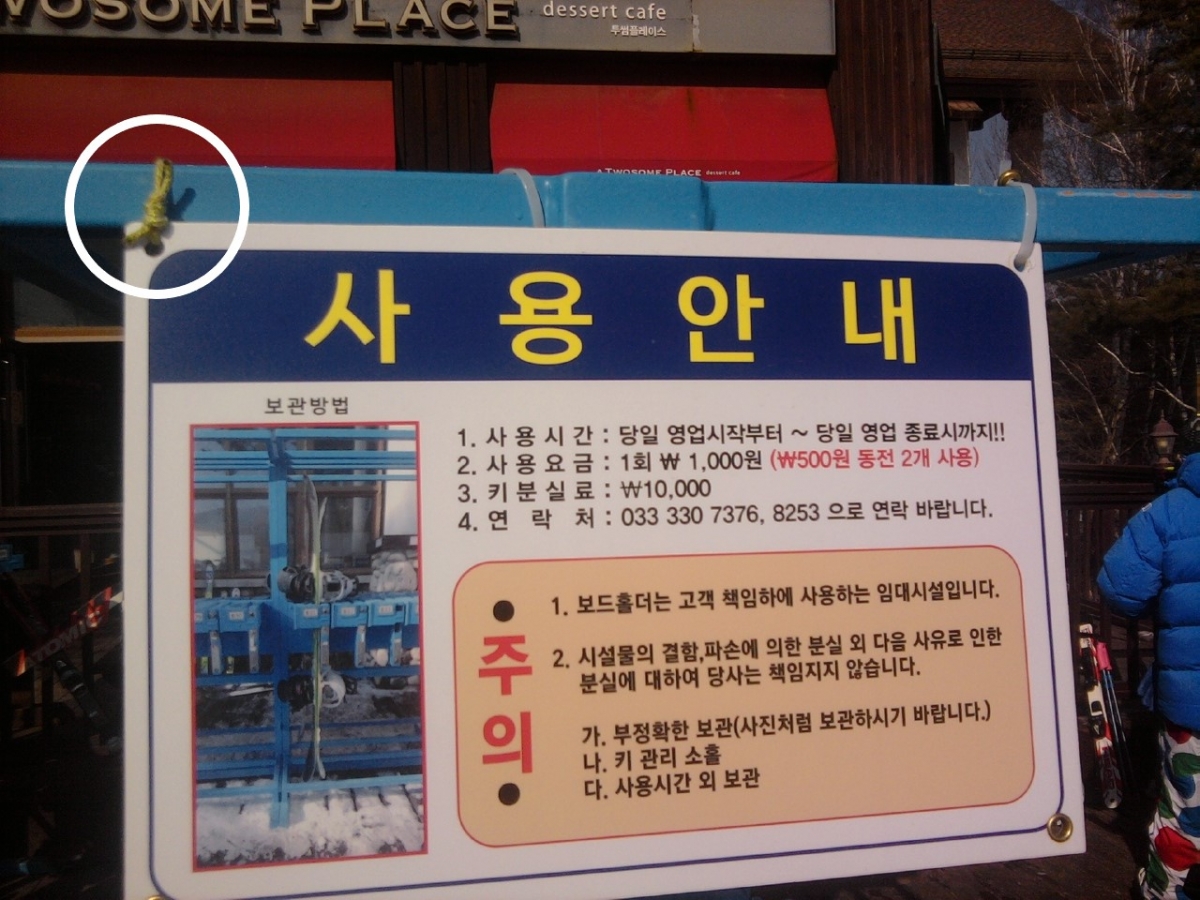 WOSOME PLACE dessert cafe
투썸플레이스
A TWOSOME PLACE dessert cafe
사용안내
보관방법
1. 사 용 시 간 : 당일 영업시작부터 ~ 당일 영업 종료시까지!!
2. 사 용 요 금 : 1회 ₩ 1,000원 (₩500원 동전 2개 사용)
3. 키 분 실 료 : ₩10,000
4. 연 락 처 : 033 330 7376, 8253 으로 연락 바랍니다.
주의
1. 보드홀더는 고객 책임하에 사용하는 임대시설입니다.
2. 시설물의 결함,파손에 의한 분실 외 다음 사유로 인한
분실에 대하여 당사는 책임지지 않습니다.
가. 부정확한 보관(사진처럼 보관하시기 바랍니다.)
나. 키 관리 소홀
다. 사용시간 외 보관